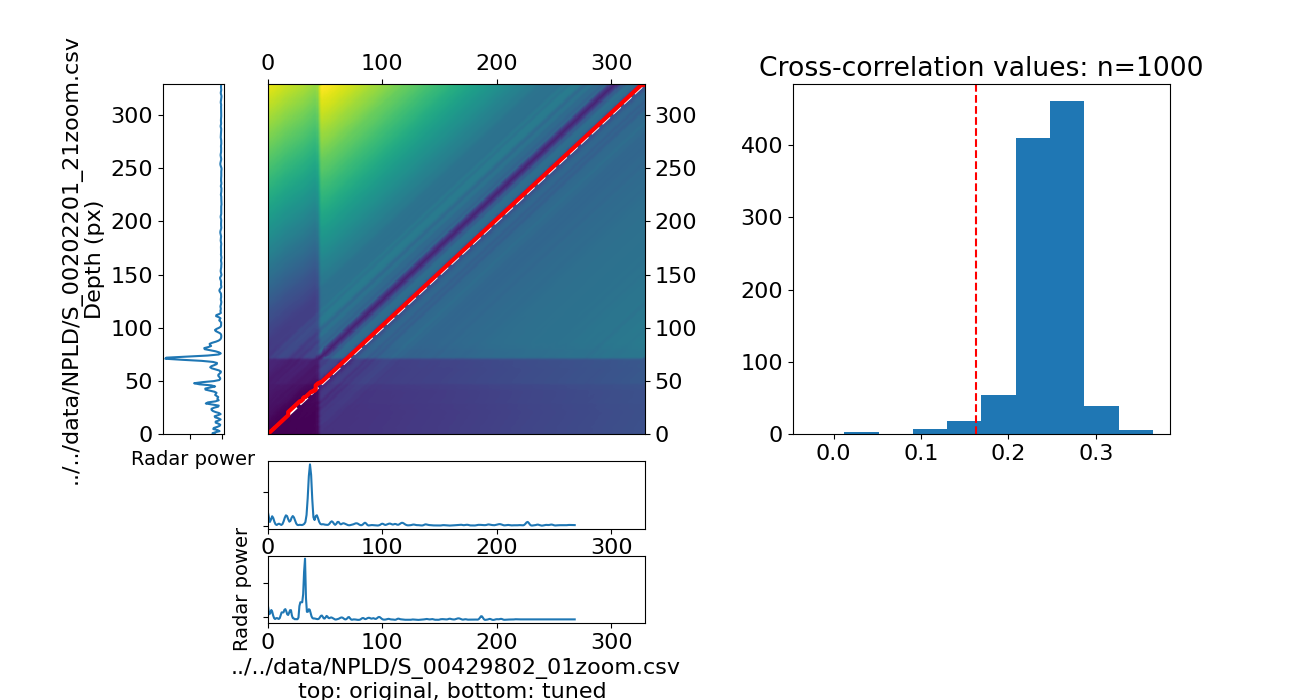 0 100 200 300
Cross-correlation values: n=1000
../../data/NPLD/S_00202201_21zoom.csv
Depth (px)
300
250
200
150
100
50
0
300
250
200
150
100
50
0
400
300
200
100
0
0.0 0.1 0.2 0.3
Radar power
0 100 200 300
Radar power
0 100 200 300
../../data/NPLD/S_00429802_01zoom.csv
top: original, bottom: tuned